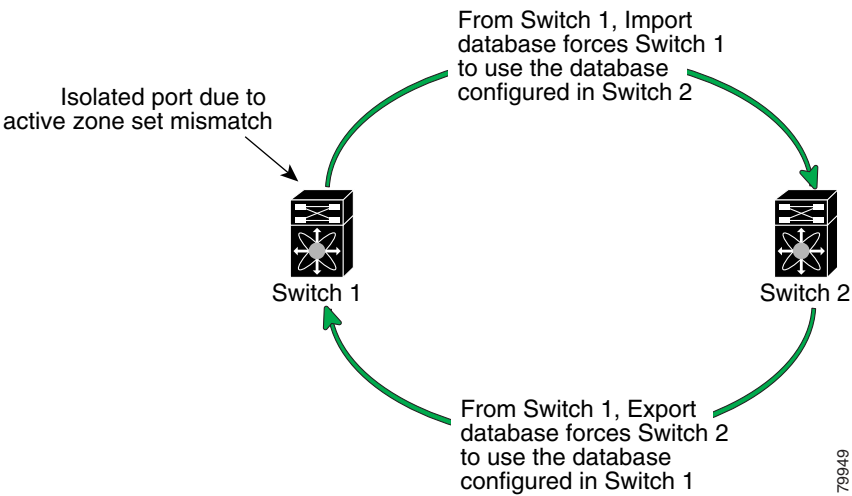 From Switch 1, Import
database forces Switch 1
to use the database
configured in Switch 2
Isolated port due to
active zone set mismatch
Switch 1
Switch 2
From Switch 1, Export
database forces Switch 2
to use the database
configured in Switch 1
79949